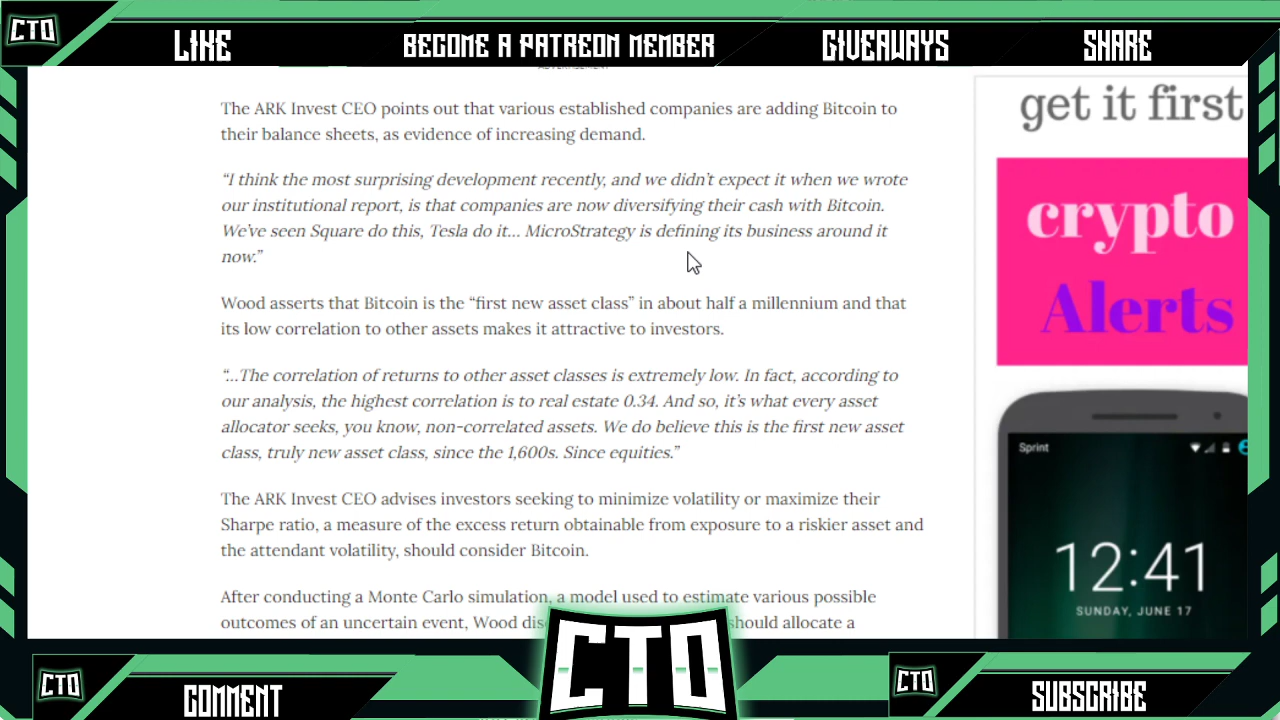 CTO
LIKE
BECOME A PATREON MEMBER
GIVEAWAYS
SHARE
The ARK Invest CEO points out that various established companies are adding Bitcoin to
their balance sheets, as evidence of increasing demand.
“I think the most surprising development recently, and we didn’t expect it when we wrote
our institutional report, is that companies are now diversifying their cash with Bitcoin.
We’ve seen Square do this, Tesla do it… MicroStrategy is defining its business around it
now.”
Wood asserts that Bitcoin is the “first new asset class” in about half a millennium and that
its low correlation to other assets makes it attractive to investors.
“…The correlation of returns to other asset classes is extremely low. In fact, according to
our analysis, the highest correlation is to real estate 0.34. And so, it’s what every asset
allocator seeks, you know, non-correlated assets. We do believe this is the first new asset
class, truly new asset class, since the 1,600s. Since equities.”
The ARK Invest CEO advises investors seeking to minimize volatility or maximize their
Sharpe ratio, a measure of the excess return obtainable from exposure to a riskier asset and
the attendant volatility, should consider Bitcoin.
After conducting a Monte Carlo simulation, a model used to estimate various possible
outcomes of an uncertain event, Wood should allocate a
get it first
crypto
Alerts
Sprint
12:41
SUNDAY, JUNE 17
CTO
CTO
COMMENT
CTO
SUBSCRIBE